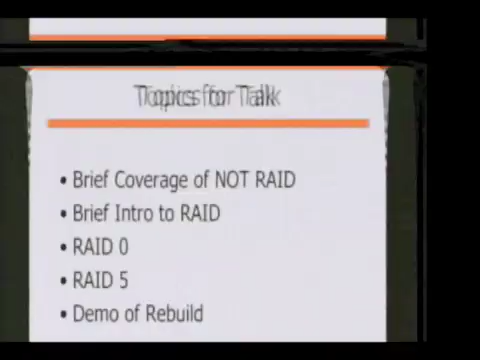 Topics for Talk
• Brief Coverage of NOT RAID
• Brief Intro to RAID
• RAID 0
• RAID 5
• Demo of Rebuild